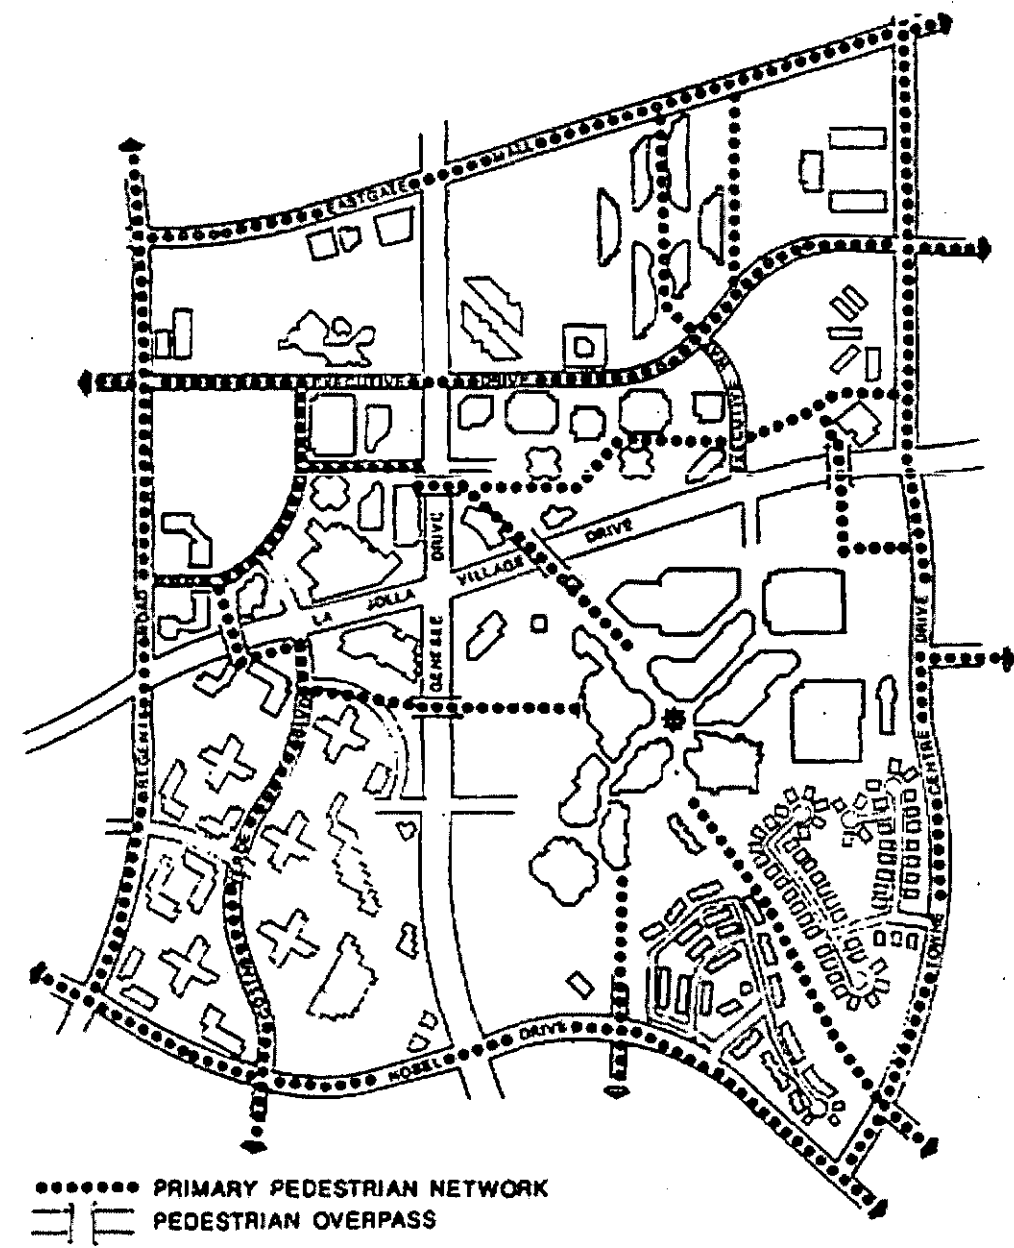 EASTGATE MALL
EXECUTIVE DRIVE
EXECUTIVE
DRIVE
GENESEE
LA JOLLA VILLAGE DRIVE
REGENTS ROAD
DRIVE
CENTRE
TOWNE
NOBEL DRIVE
PRIMARY PEDESTRIAN NETWORK
PEDESTRIAN OVERPASS